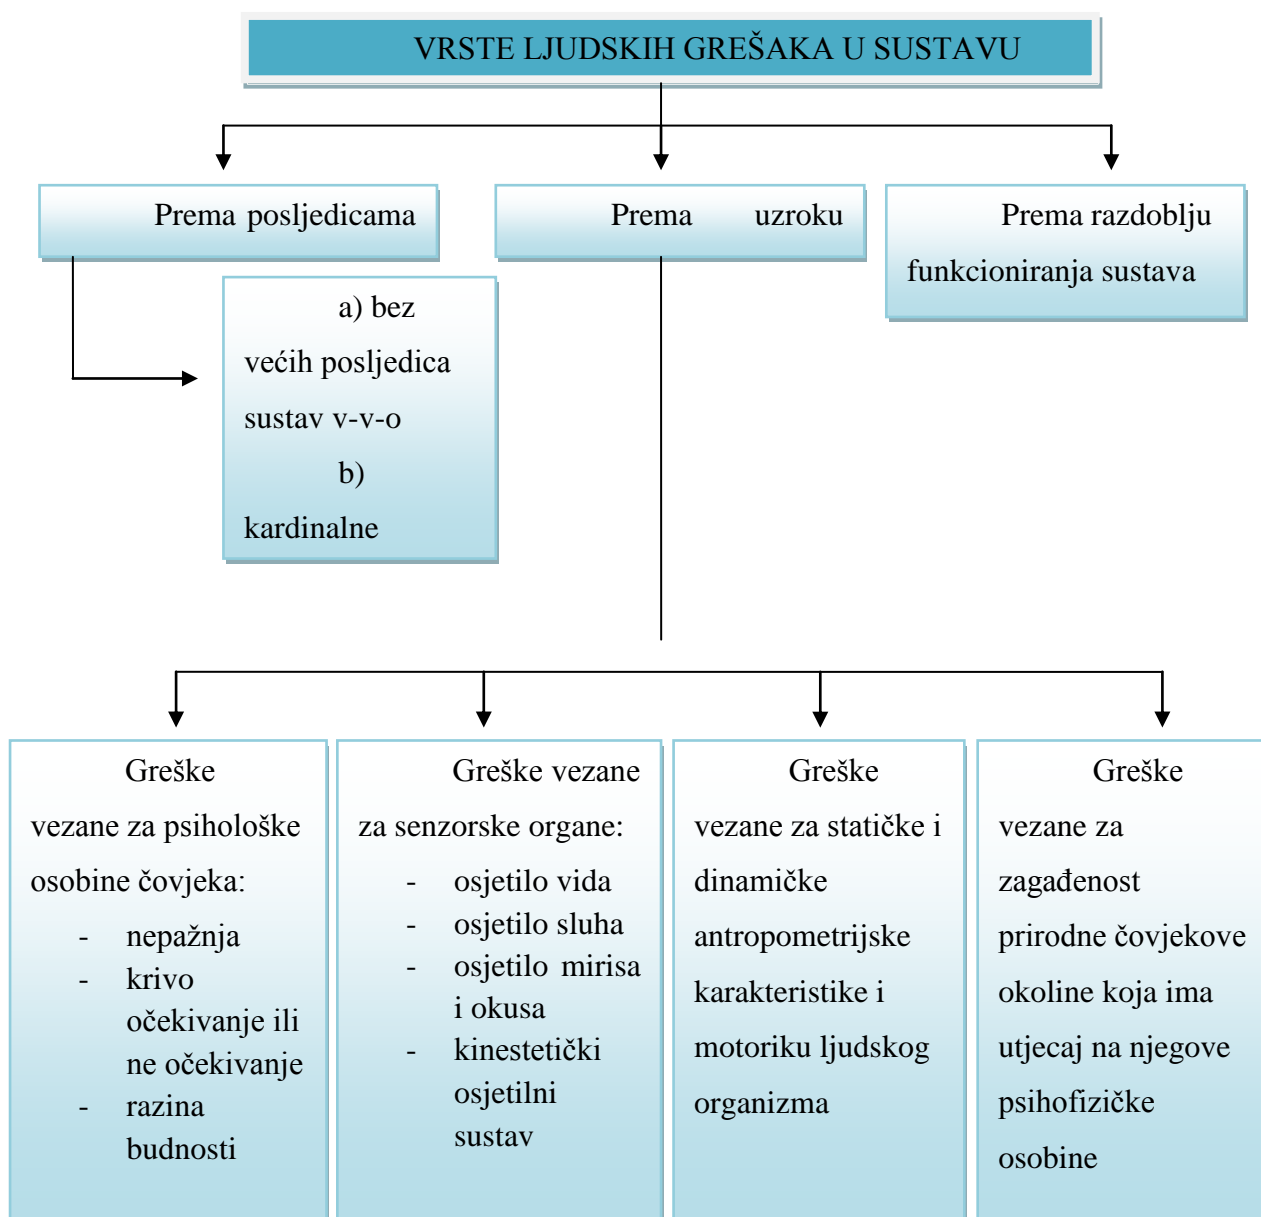 VRSTE LJUDSKIH GREŠAKA U SUSTAVU
Prema posljedicama
Prema uzroku
Prema razdoblju
funkcioniranja sustava
a) bez
većih posljedica
sustav v-v-o
b)
kardinalne
Greške
vezane za psihološke
osobine čovjeka:
- nepažnja
- krivo
očekivanje ili
ne očekivanje
- razina
budnosti
Greške vezane
za senzorske organe:
- osjetilo vida
- osjetilo sluha
- osjetilo mirisa
i okusa
- kinestetički
osjetilni
sustav
Greške
vezane za statičke i
dinamičke
antropometrijske
karakteristike i
motoriku ljudskog
organizma
Greške
vezane za
zagađenost
prirodne čovjekove
okoline koja ima
utjecaj na njegove
psihofizičke
osobine